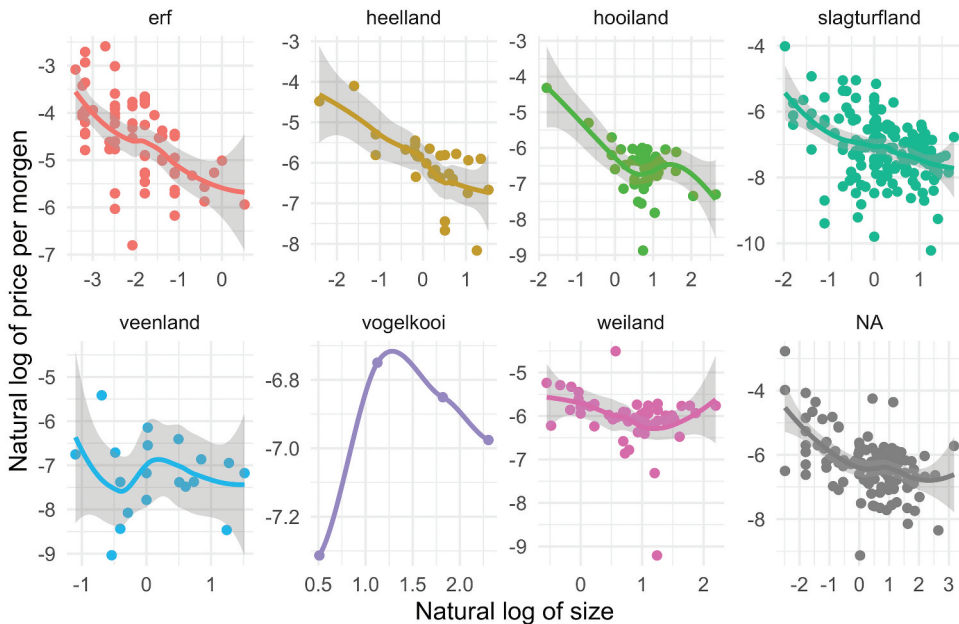 erf heelland hooiland slagturfland
-3 -4 -5 -6 -7
-3 -2 -1 0
-3 -4 -5 -6 -7 -8
-2 -1 0 1
-3 -4 -5 -6 -7 -8 -9
-2 -1 0 1 2
-4 -6 -8 -10
-2 -1 0 1
Natural log of price per morgen
veenland vogelkooi weiland NA
-5 -6 -7 -8 -9
-1 0 1
-6.8 -7.0 -7.2
0.5 1.0 1.5 2.0
-4 -5 -6 -7 -8 -9
0 1 2
-4 -6 -8
-2 -1 0 1 2 3
Natural log of size